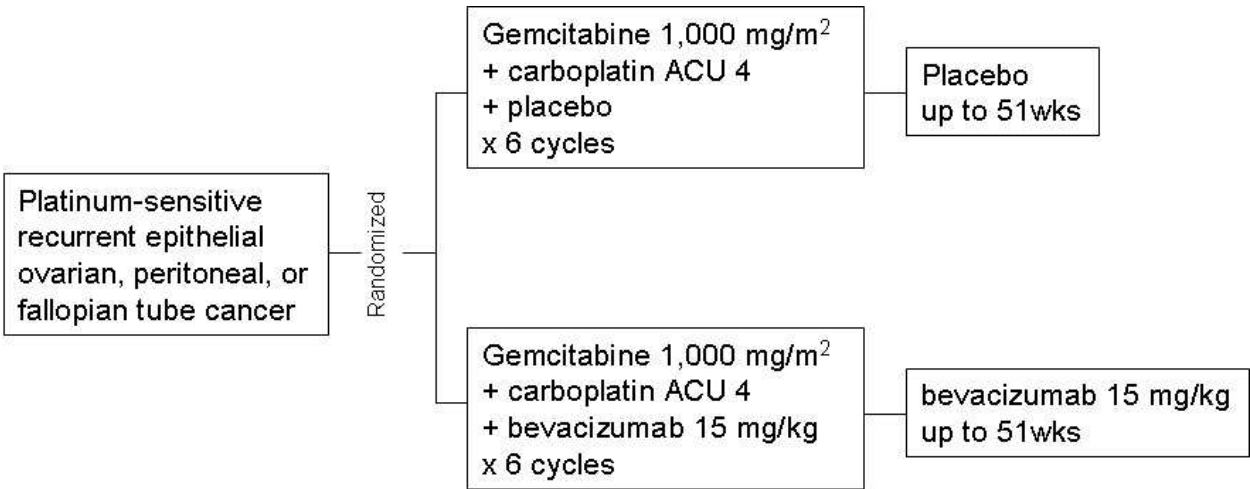 Platinum-sensitive
recurrent epithelial
ovarian, peritoneal, or
fallopian tube cancer
Randomized
Gemcitabine 1,000 mg/m²
+ carboplatin ACU 4
+ placebo
x 6 cycles
Placebo
up to 51wks
Gemcitabine 1,000 mg/m²
+ carboplatin ACU 4
+ bevacizumab 15 mg/kg
x 6 cycles
bevacizumab 15 mg/kg
up to 51wks